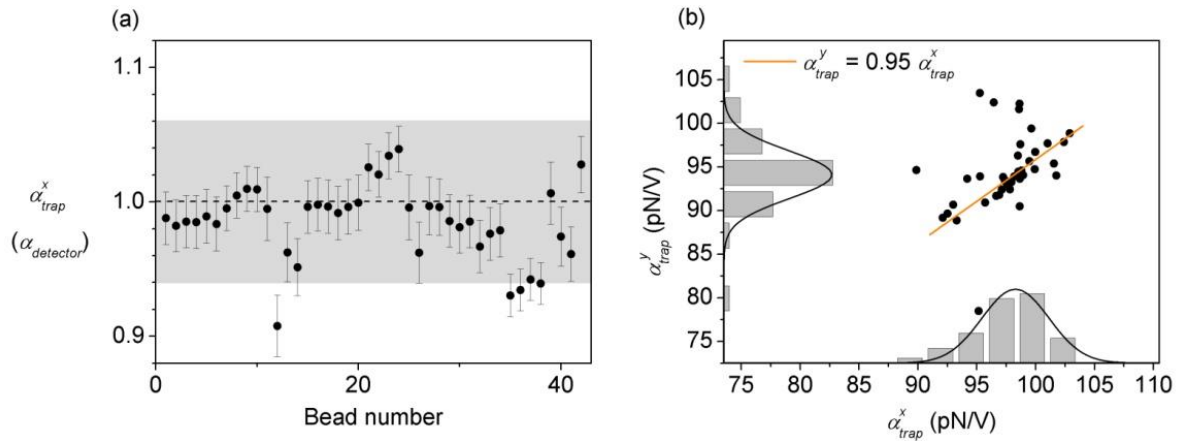 (a)
1.1
1.0
0.9
α_trap^x
(α_detector)
0
20
40
Bead number
(b)
α_trap^y = 0.95 α_trap^x
105
100
95
90
85
80
75
α_trap^y (pN/V)
75 80 85 90 95 100 105 110
α_trap^x (pN/V)